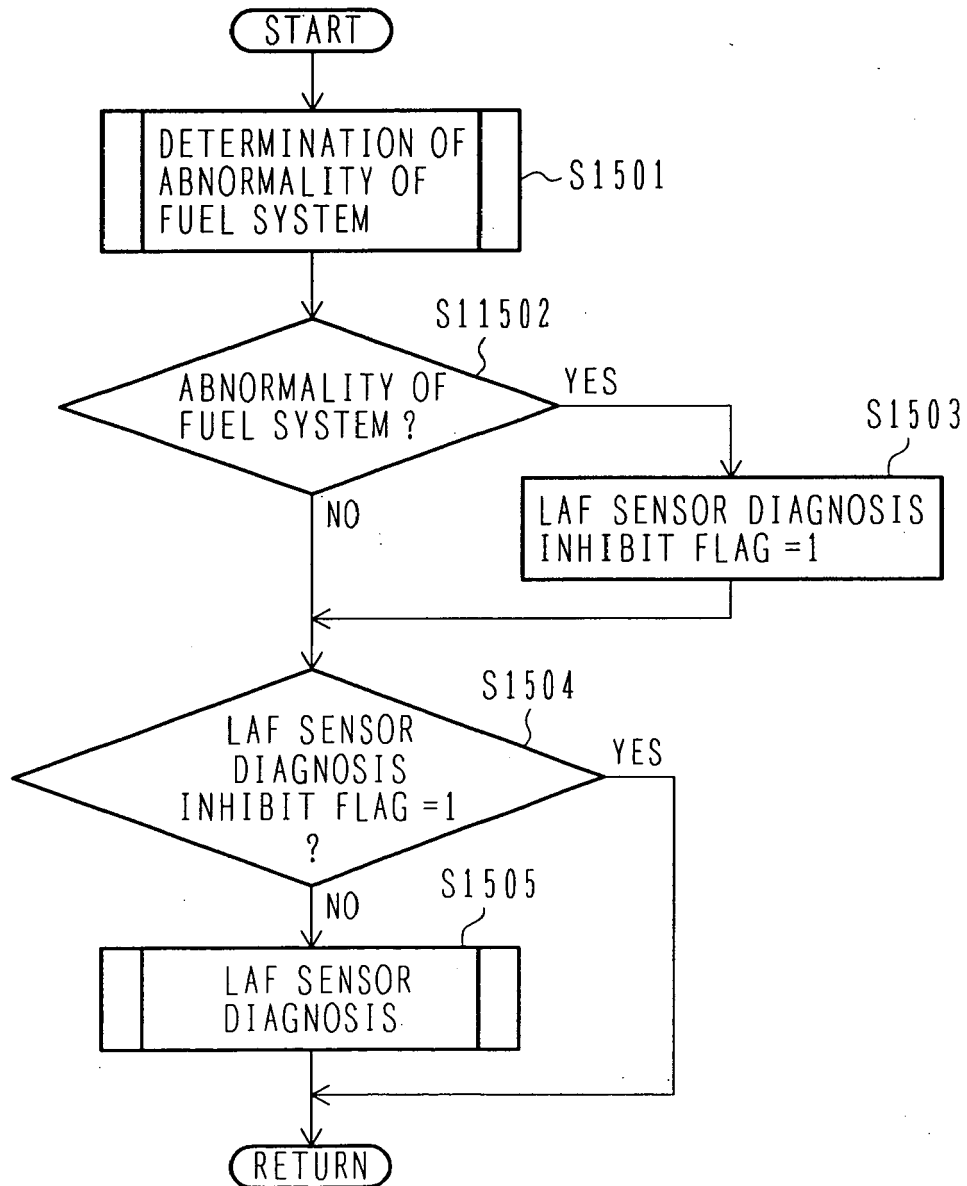 START
DETERMINATION OF
ABNORMALITY OF
FUEL SYSTEM
S1501
S11502
ABNORMALITY OF
FUEL SYSTEM ?
YES
S1503
NO
LAF SENSOR DIAGNOSIS
INHIBIT FLAG =1
S1504
LAF SENSOR
DIAGNOSIS
INHIBIT FLAG =1
?
YES
NO
S1505
LAF SENSOR
DIAGNOSIS
RETURN